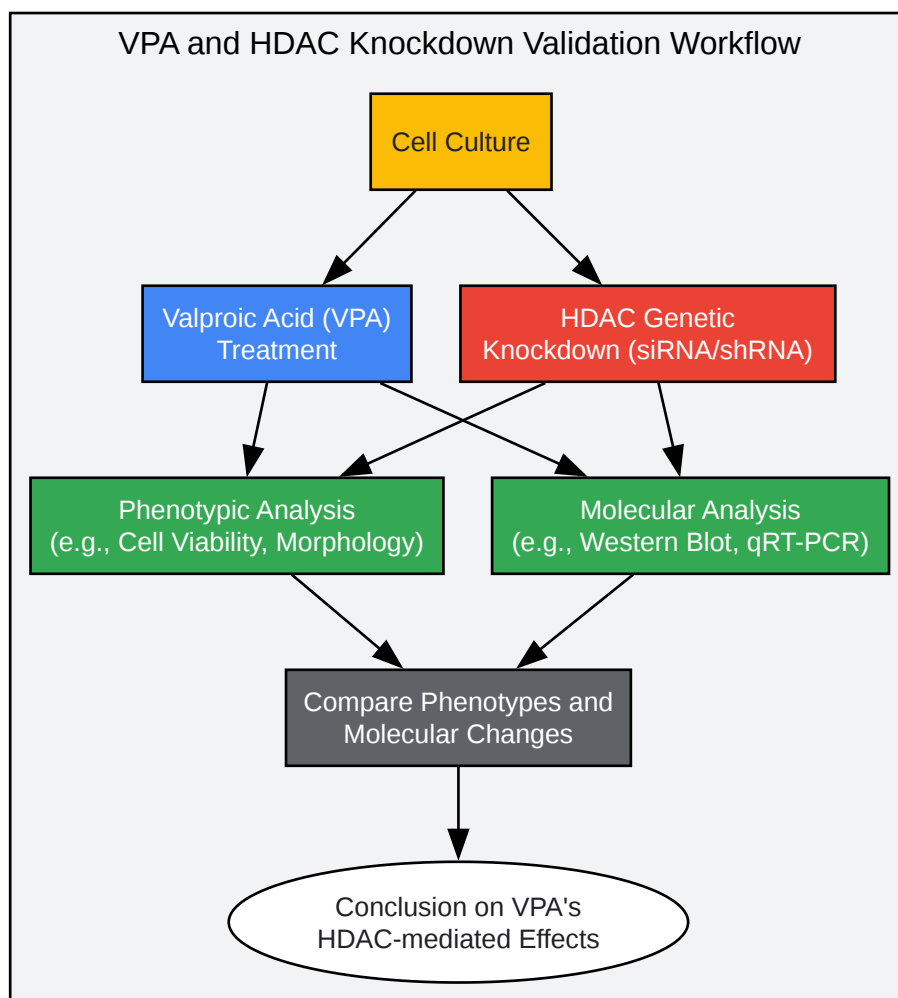 VPA and HDAC Knockdown Validation Workflow
Cell Culture
Valproic Acid (VPA)
Treatment
HDAC Genetic
Knockdown (siRNA/shRNA)
Phenotypic Analysis
(e.g., Cell Viability, Morphology)
Molecular Analysis
(e.g., Western Blot, qRT-PCR)
Compare Phenotypes and
Molecular Changes
Conclusion on VPA's
HDAC-mediated Effects